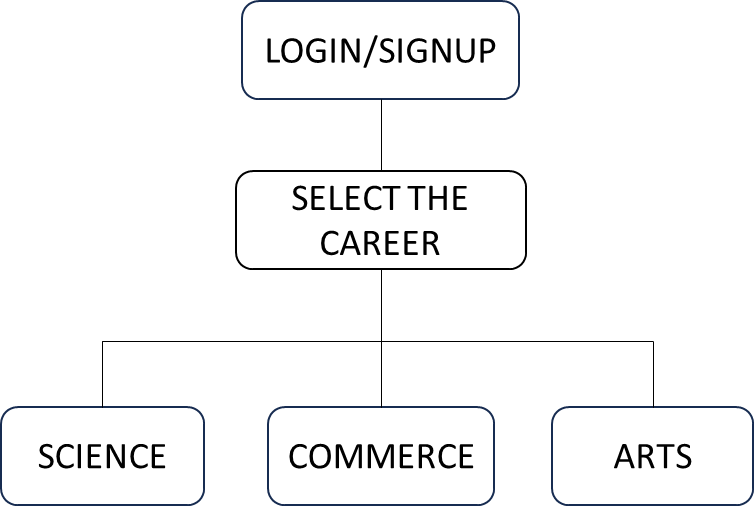 LOGIN/SIGNUP
SELECT THE
CAREER
SCIENCE
COMMERCE
ARTS